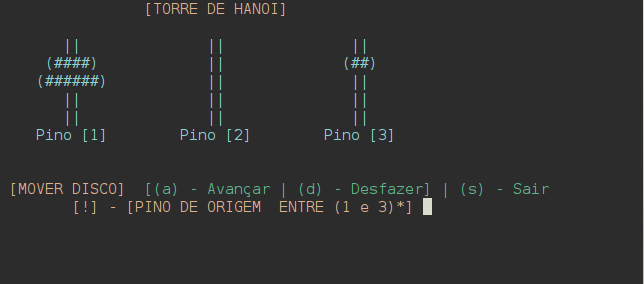 [TORRE DE HANOI]
|| || ||
(####) || (##)
(######) || ||
|| || ||
|| || ||
Pino [1] Pino [2] Pino [3]
[MOVER DISCO] [(a) - Avançar | (d) - Desfazer] | (s) - Sair
[!] - [PINO DE ORIGEM ENTRE (1 e 3)*]